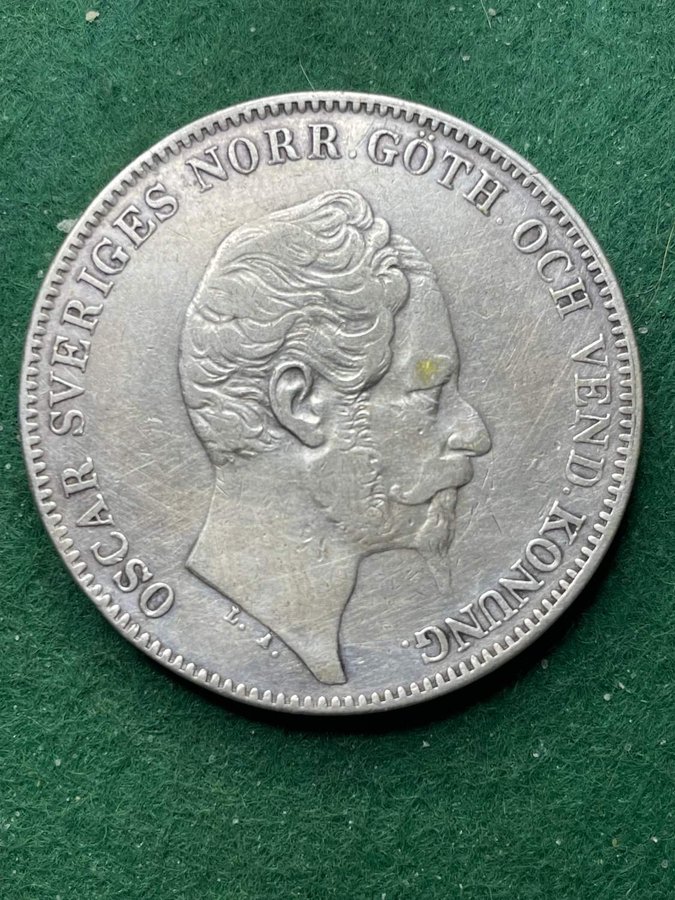 OSCAR SVERIGES NORR. GÖTH. OCH VEND. KONUNG.
L. A.